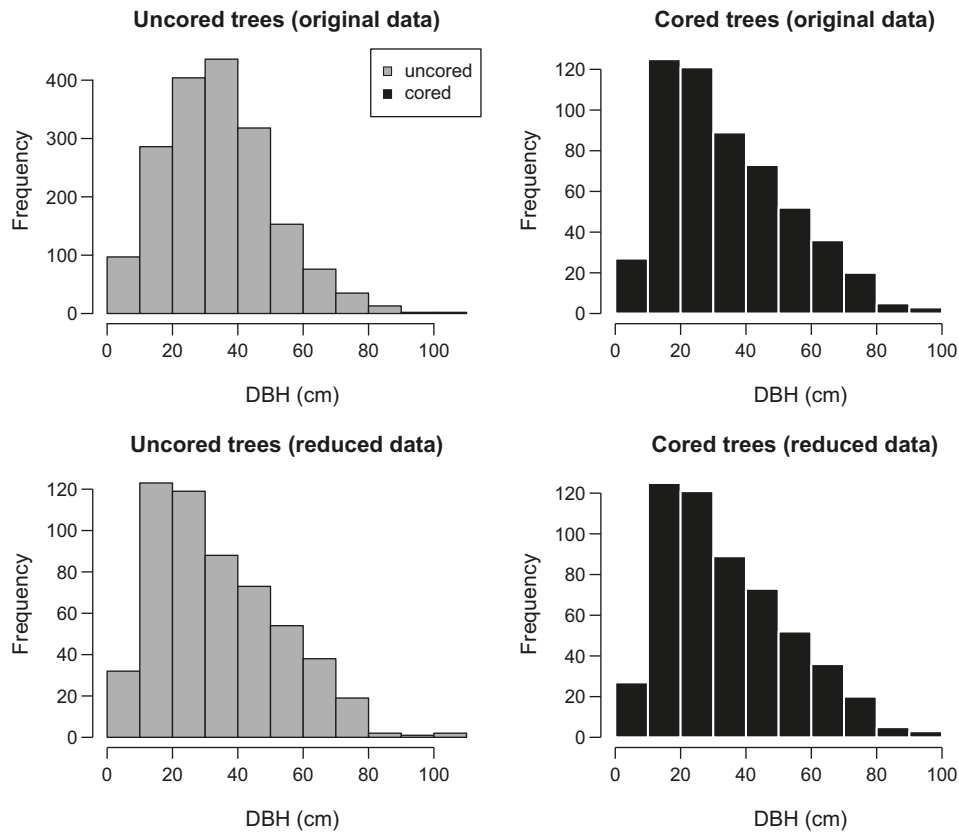 Uncored trees (original data)
Frequency
400
300
200
100
0
0 20 40 60 80 100
DBH (cm)
uncored
cored
Cored trees (original data)
Frequency
120
100
80
60
40
20
0
0 20 40 60 80 100
DBH (cm)
Uncored trees (reduced data)
Frequency
120
100
80
60
40
20
0
0 20 40 60 80 100
DBH (cm)
Cored trees (reduced data)
Frequency
120
100
80
60
40
20
0
0 20 40 60 80 100
DBH (cm)